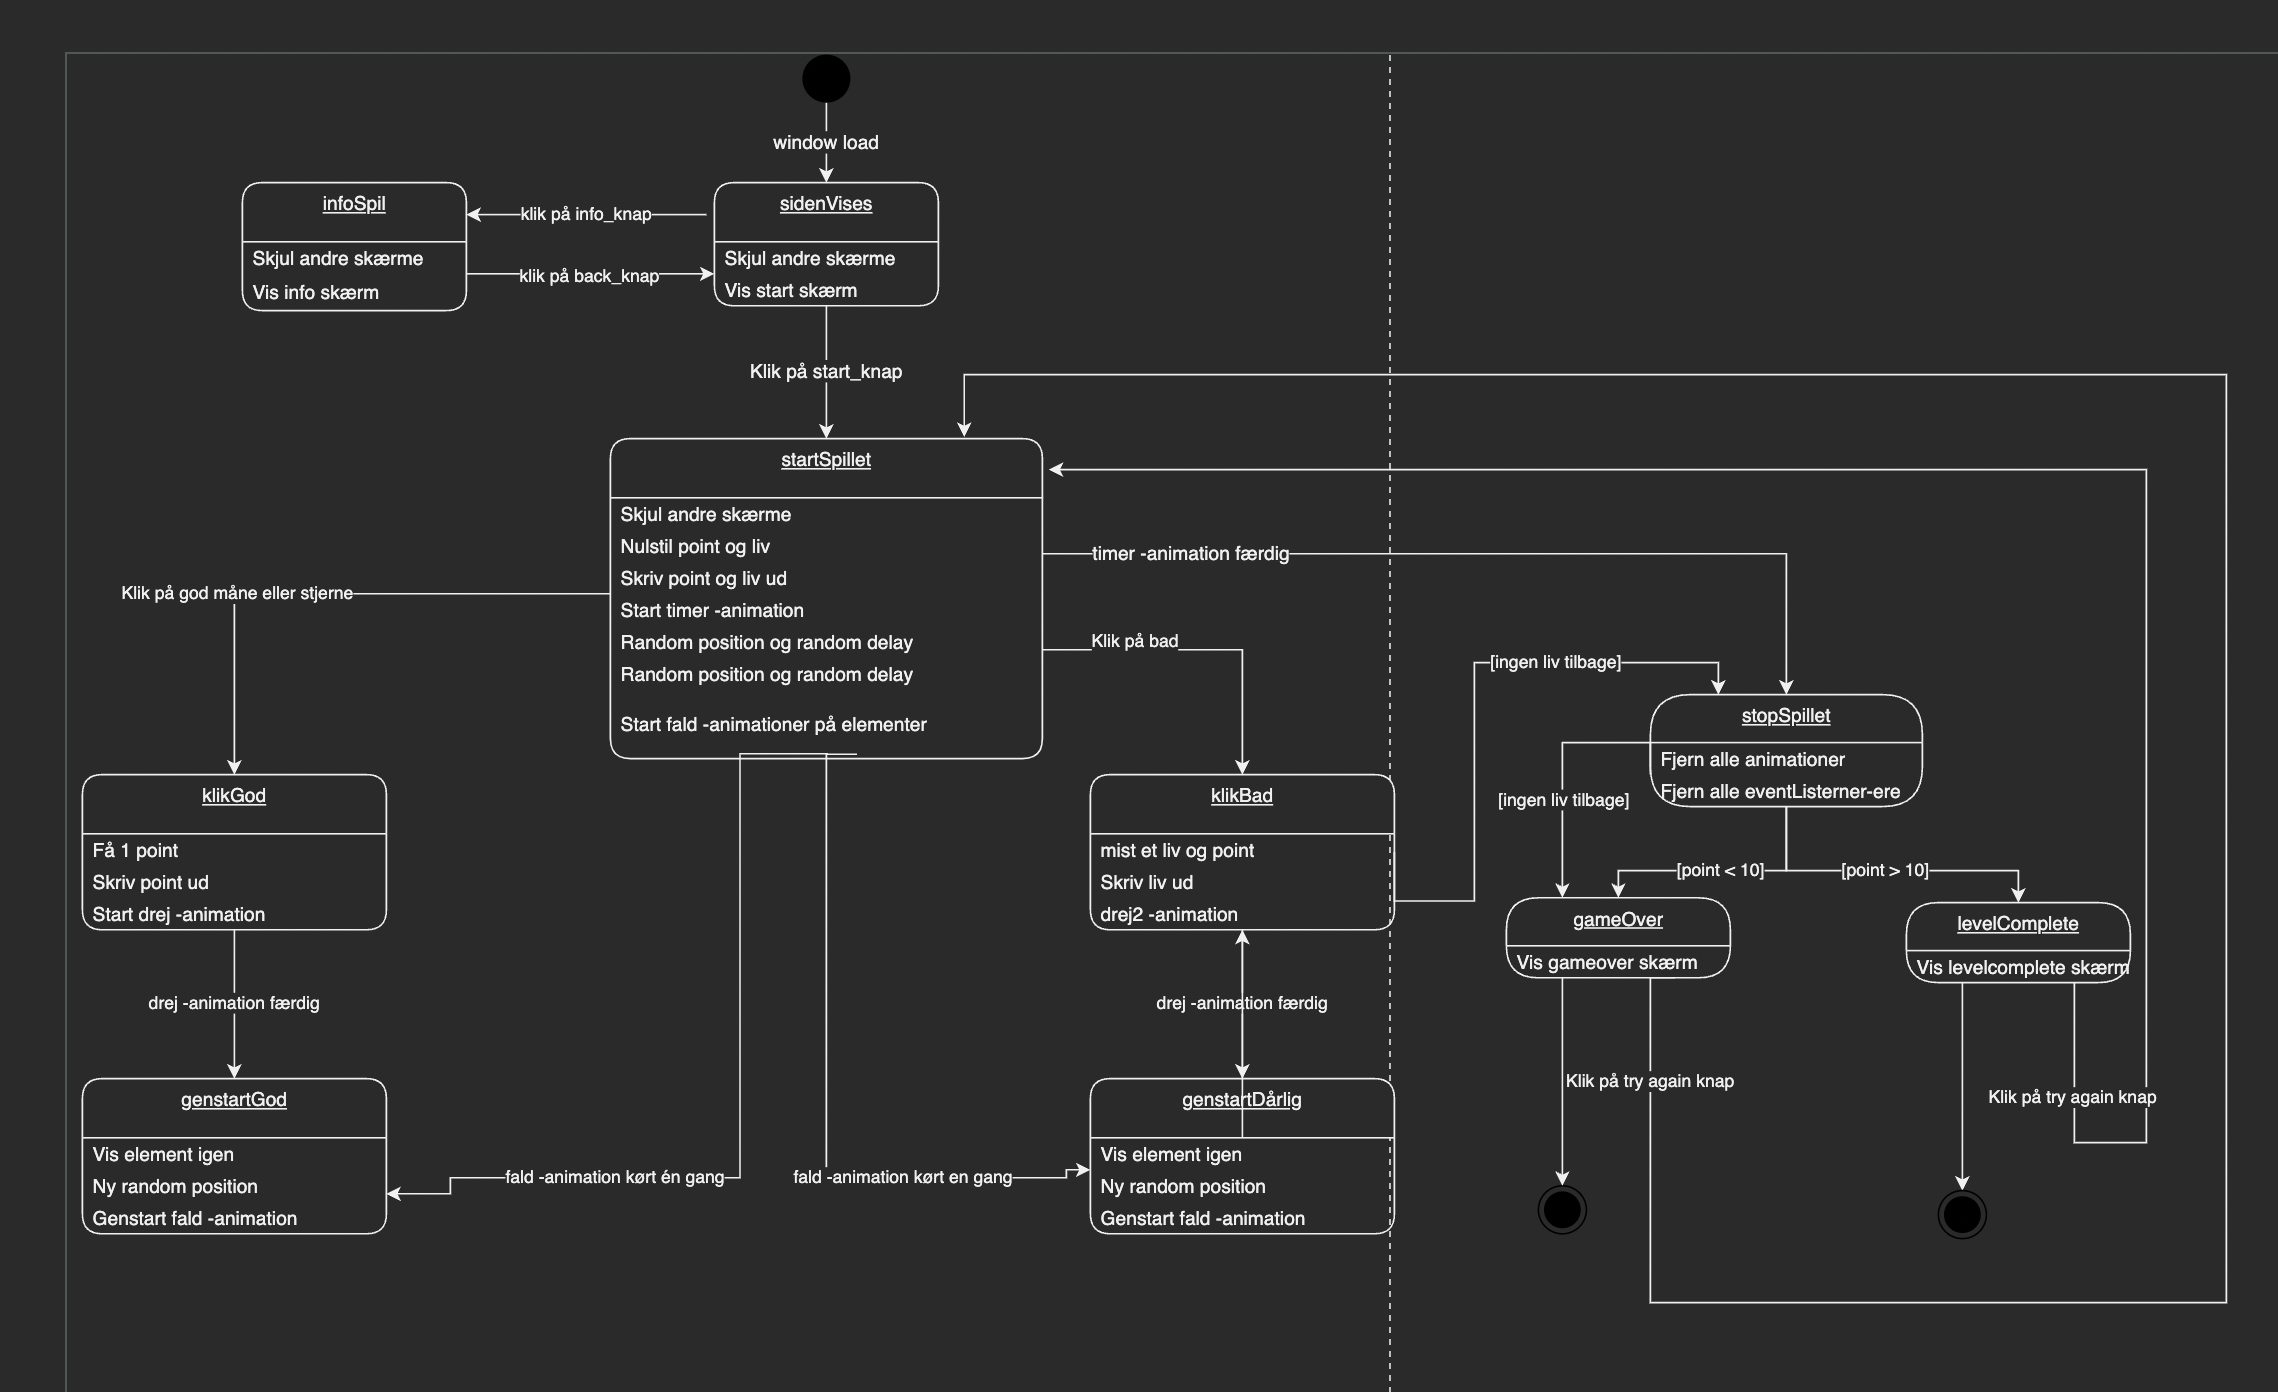 window load
infoSpil
Skjul andre skærme
Vis info skærm
klik på info_knap
klik på back_knap
sidenVises
Skjul andre skærme
Vis start skærm
Klik på start_knap
startSpillet
Skjul andre skærme
Nulstil point og liv
Skriv point og liv ud
Start timer -animation
Random position og random delay
Random position og random delay
Start fald -animationer på elementer
Klik på god måne eller stjerne
timer -animation færdig
Klik på bad
[ingen liv tilbage]
stopSpillet
Fjern alle animationer
Fjern alle eventListerner-ere
[ingen liv tilbage]
[point < 10]
[point > 10]
klikGod
Få 1 point
Skriv point ud
Start drej -animation
klikBad
mist et liv og point
Skriv liv ud
drej2 -animation
gameOver
Vis gameover skærm
levelComplete
Vis levelcomplete skærm
drej -animation færdig
drej -animation færdig
Klik på try again knap
Klik på try again knap
genstartGod
Vis element igen
Ny random position
Genstart fald -animation
fald -animation kørt én gang
fald -animation kørt en gang
genstartDårlig
Vis element igen
Ny random position
Genstart fald -animation